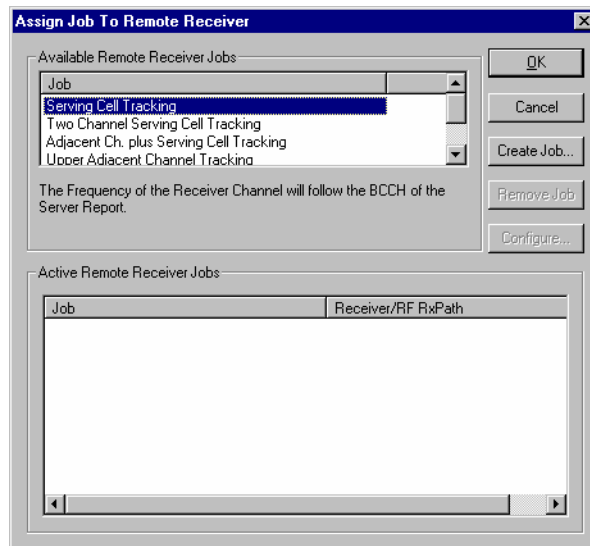 Assign Job To Remote Receiver
Available Remote Receiver Jobs
Job
Serving Cell Tracking
Two Channel Serving Cell Tracking
Adjacent Ch. plus Serving Cell Tracking
Upper Adjacent Channel Tracking
The Frequency of the Receiver Channel will follow the BCCH of the
Server Report.
OK
Cancel
Create Job...
Remove Job
Configure...
Active Remote Receiver Jobs
Job Receiver/RF RxPath